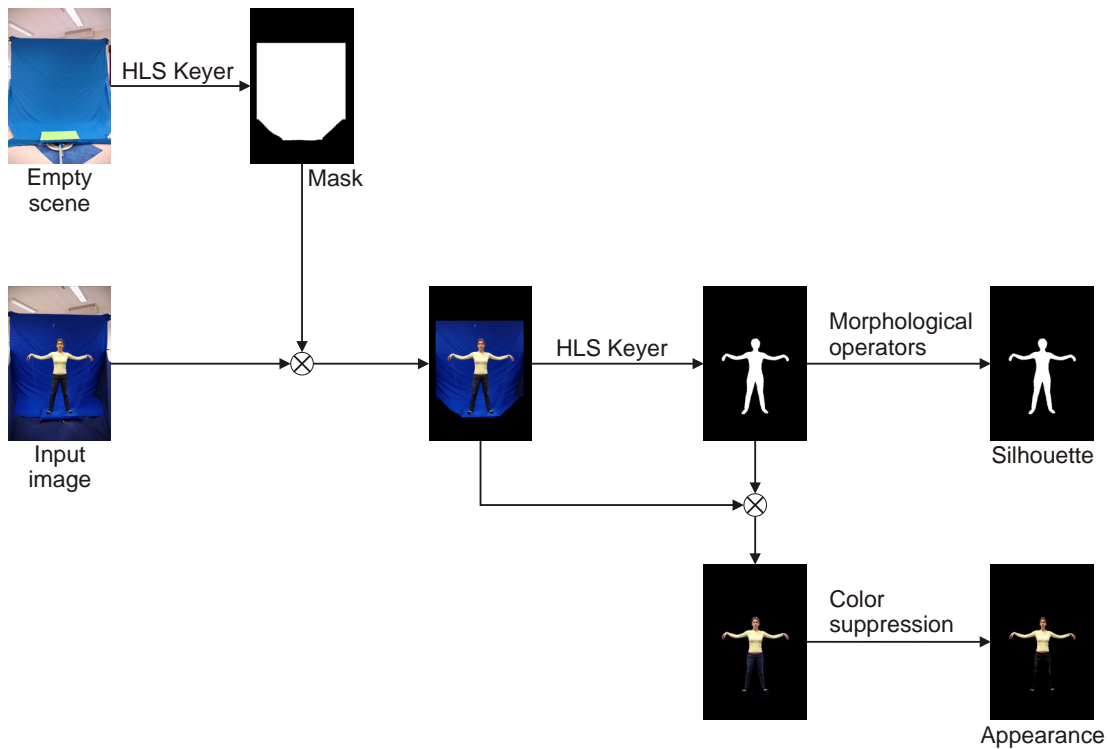 HLS Keyer
Empty
scene
Mask
Input
image
HLS Keyer
Morphological
operators
Silhouette
Color
suppression
Appearance